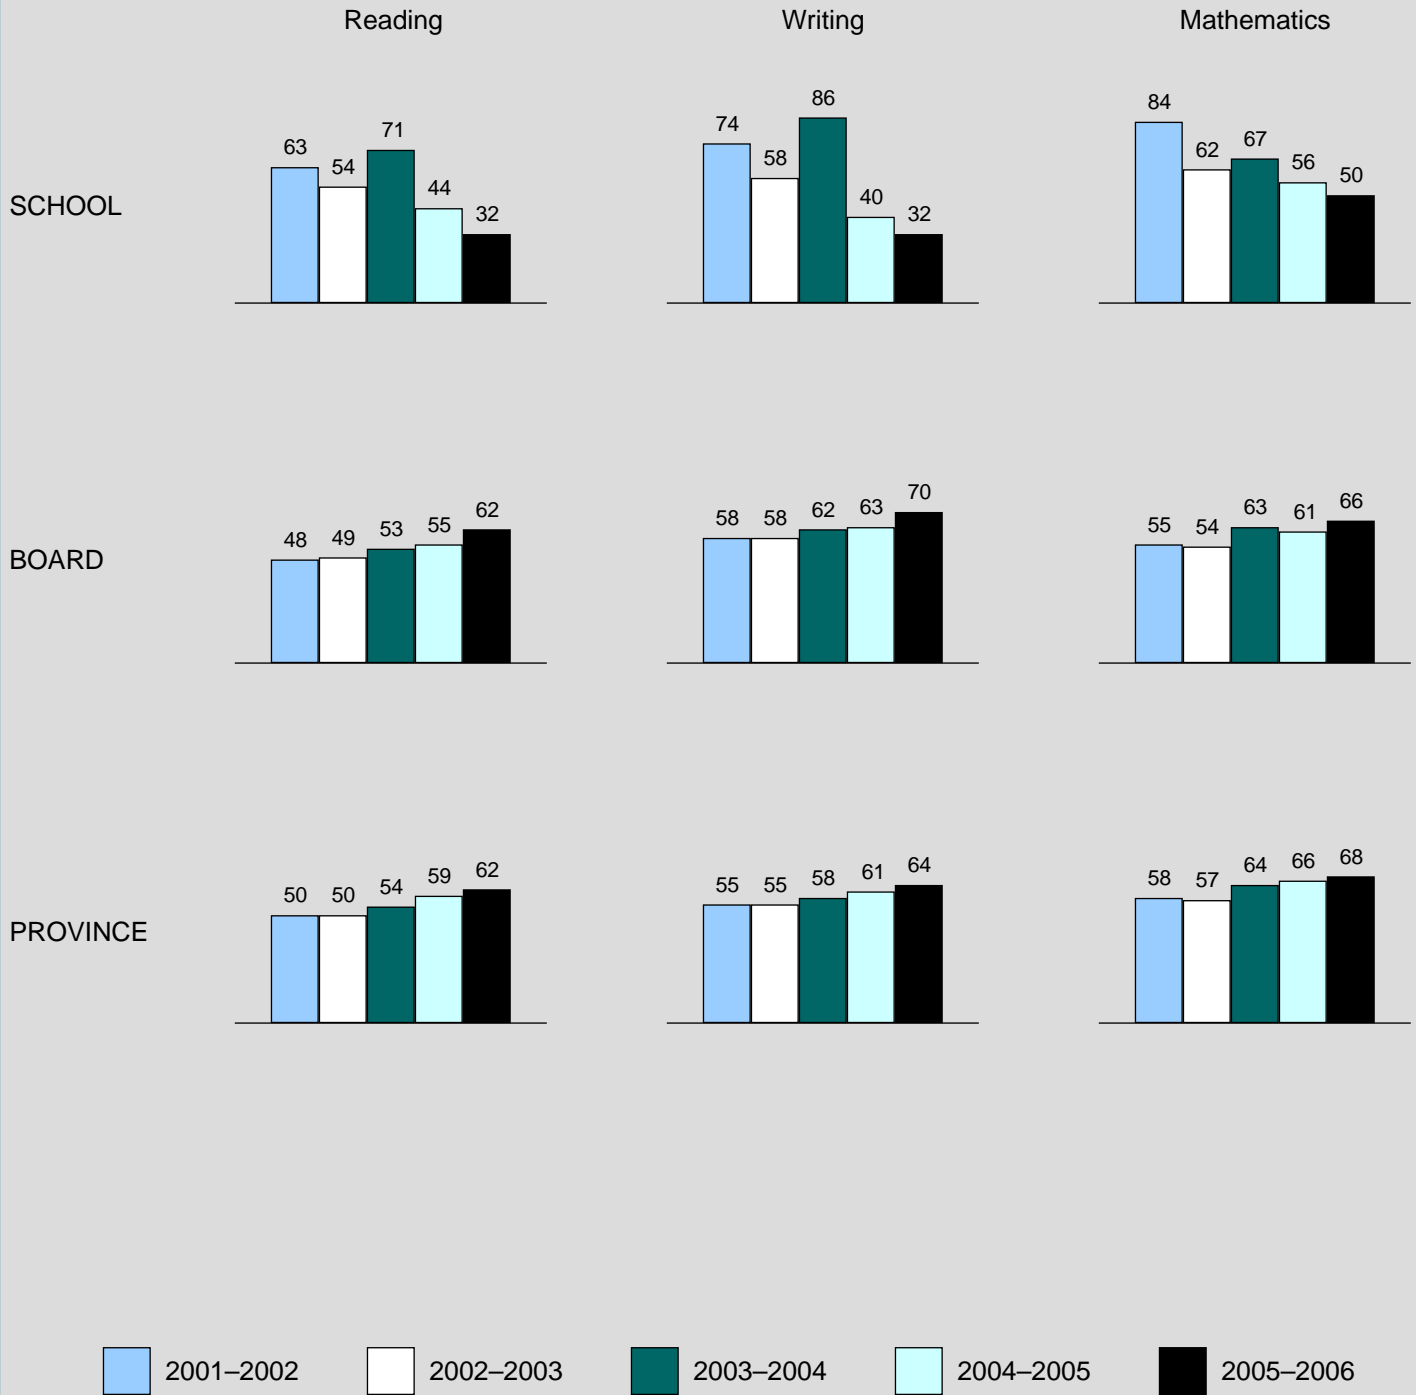 Reading Writing Mathematics
SCHOOL
63 54 71 44 32
74 58 86 40 32
84 62 67 56 50
BOARD
48 49 53 55 62
58 58 62 63 70
55 54 63 61 66
PROVINCE
50 50 54 59 62
55 55 58 61 64
58 57 64 66 68
2001–2002 2002–2003 2003–2004 2004–2005 2005–2006